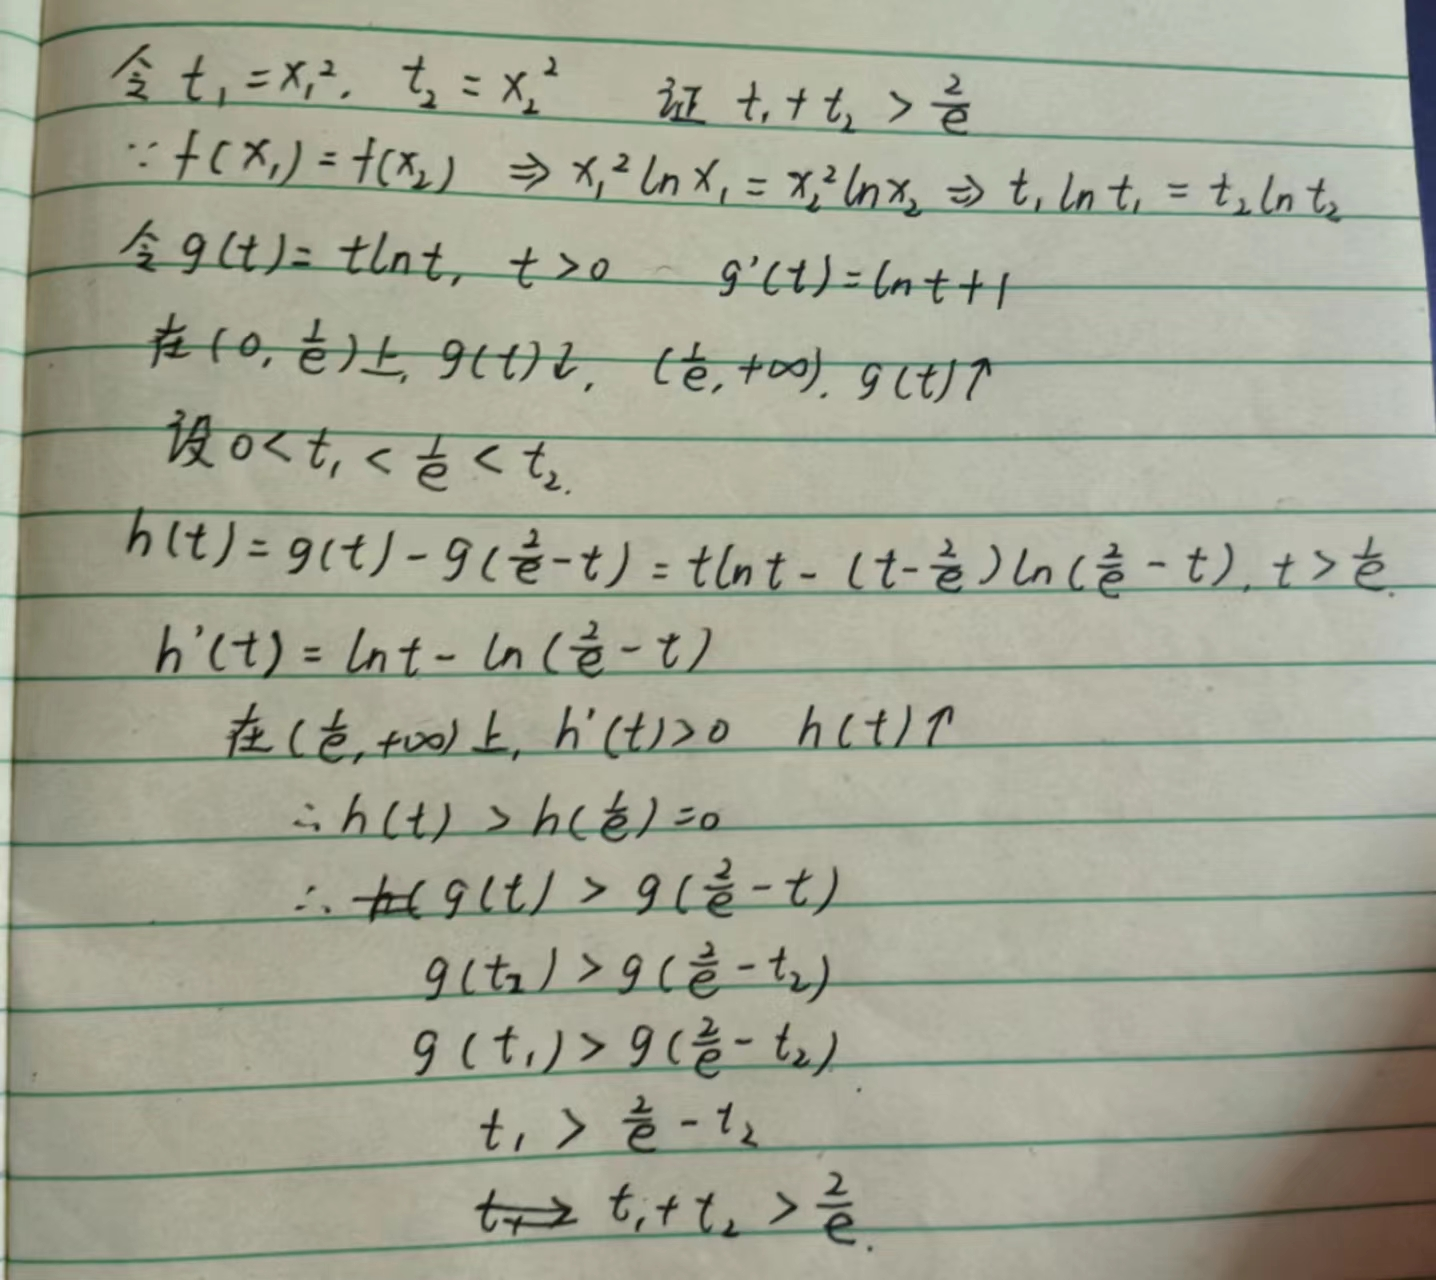 令 t₁ = x₁², t₂ = x₂² 证 t₁ + t₂ > 2/e
∵ f(x₁) = f(x₂) ⇒ x₁² ln x₁ = x₂² ln x₂ ⇒ t₁ ln t₁ = t₂ ln t₂
令 g(t) = t ln t, t > 0 g'(t) = ln t + 1
在 (0, 1/e) 上, g(t)↓, (1/e, +∞), g(t)↑
设 0 < t₁ < 1/e < t₂.
h(t) = g(t) - g(2/e - t) = t ln t - (t - 2/e) ln(2/e - t), t > 1/e.
h'(t) = ln t - ln(2/e - t)
在 (1/e, +∞) 上, h'(t) > 0 h(t)↑
∴ h(t) > h(1/e) = 0
∴ g(t) > g(2/e - t)
g(t₂) > g(2/e - t₂)
g(t₁) > g(2/e - t₂)
t₁ > 2/e - t₂
t₁ + t₂ > 2/e.